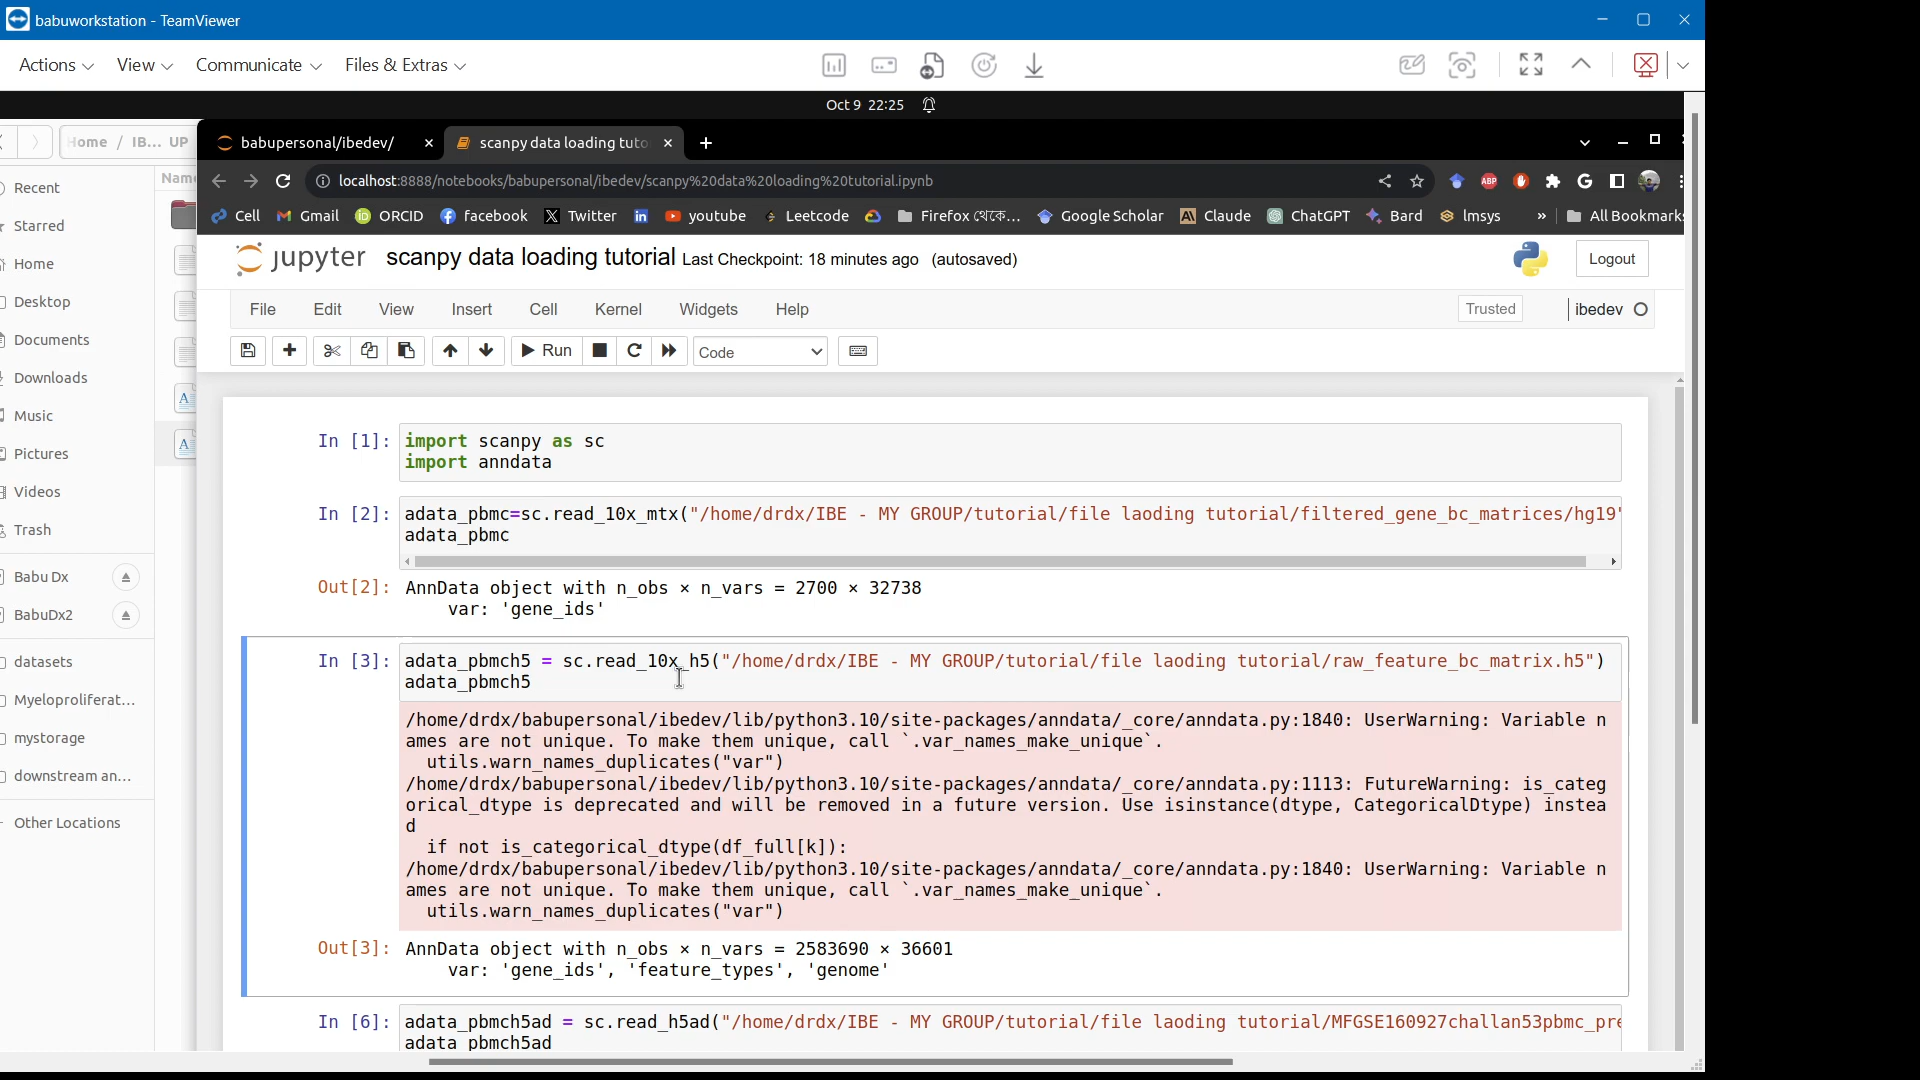 babuworkstation - TeamViewer
Actions View Communicate Files & Extras
Oct 9 22:25
Home / IB... UP
babupersonal/ibedev/
scanpy data loading tuto
localhost:8888/notebooks/babupersonal/ibedev/scanpy%20data%20loading%20tutorial.ipynb
ABP
Cell Gmail ORCID facebook Twitter youtube Leetcode Firefox থেকে... Google Scholar Claude ChatGPT Bard lmsys » All Bookmarks
Name
Recent
Starred
Home
Desktop
Documents
Downloads
Music
Pictures
Videos
Trash
Babu Dx
BabuDx2
datasets
Myeloproliferat...
mystorage
downstream an...
Other Locations
jupyter scanpy data loading tutorial Last Checkpoint: 18 minutes ago (autosaved)
Logout
File Edit View Insert Cell Kernel Widgets Help
Trusted
ibedev
Run
Code
In [1]: import scanpy as sc
import anndata
In [2]: adata_pbmc=sc.read_10x_mtx("/home/drdx/IBE - MY GROUP/tutorial/file laoding tutorial/filtered_gene_bc_matrices/hg19"
adata_pbmc
Out[2]: AnnData object with n_obs × n_vars = 2700 × 32738
var: 'gene_ids'
In [3]: adata_pbmch5 = sc.read_10x_h5("/home/drdx/IBE - MY GROUP/tutorial/file laoding tutorial/raw_feature_bc_matrix.h5")
adata_pbmch5
/home/drdx/babupersonal/ibedev/lib/python3.10/site-packages/anndata/_core/anndata.py:1840: UserWarning: Variable n
ames are not unique. To make them unique, call `.var_names_make_unique`.
utils.warn_names_duplicates("var")
/home/drdx/babupersonal/ibedev/lib/python3.10/site-packages/anndata/_core/anndata.py:1113: FutureWarning: is_categ
orical_dtype is deprecated and will be removed in a future version. Use isinstance(dtype, CategoricalDtype) instea
d
if not is_categorical_dtype(df_full[k]):
/home/drdx/babupersonal/ibedev/lib/python3.10/site-packages/anndata/_core/anndata.py:1840: UserWarning: Variable n
ames are not unique. To make them unique, call `.var_names_make_unique`.
utils.warn_names_duplicates("var")
Out[3]: AnnData object with n_obs × n_vars = 2583690 × 36601
var: 'gene_ids', 'feature_types', 'genome'
In [6]: adata_pbmch5ad = sc.read_h5ad("/home/drdx/IBE - MY GROUP/tutorial/file laoding tutorial/MFGSE160927challan53pbmc_pre
adata_pbmch5ad